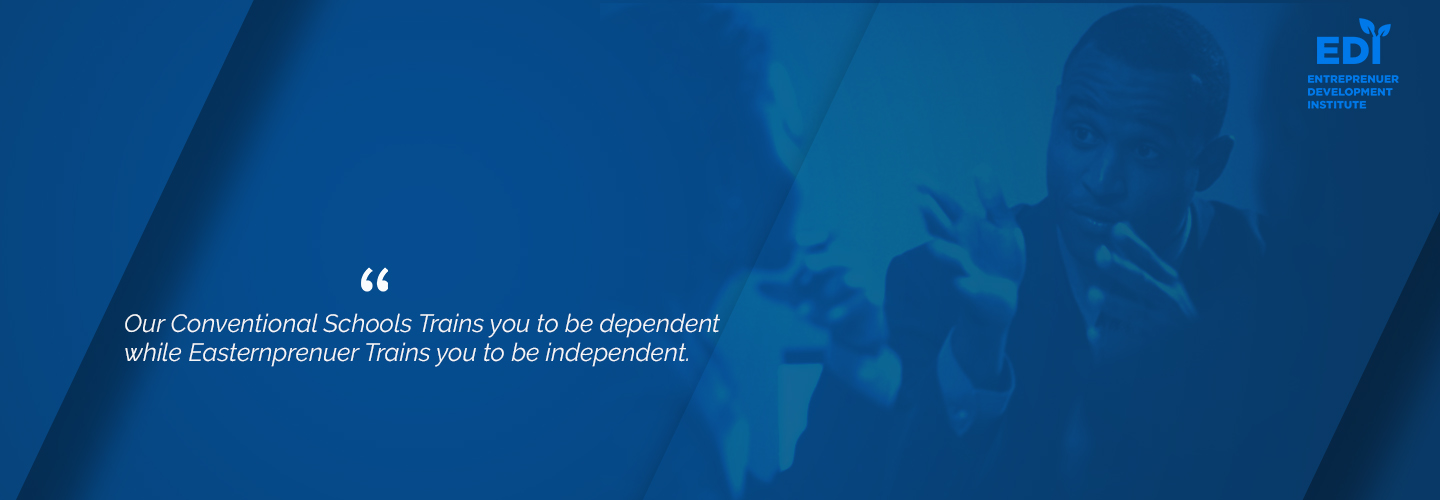 EDI
ENTREPRENUER
DEVELOPMENT
INSTITUTE
“
Our Conventional Schools Trains you to be dependent
while Easternprenuer Trains you to be independent.